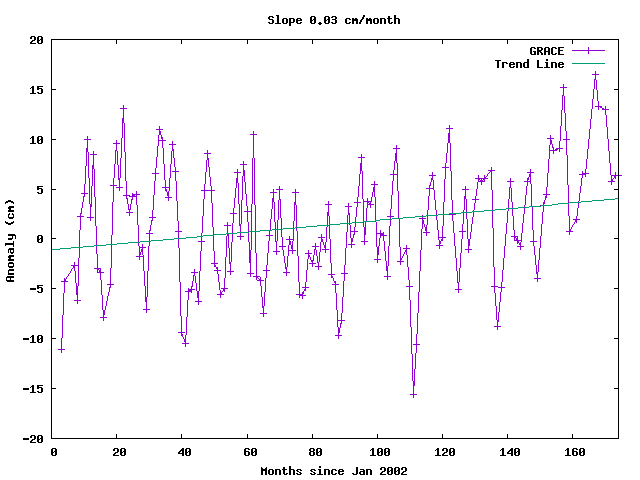 Slope 0.03 cm/month
GRACE
Trend Line
20
15
10
5
0
-5
-10
-15
-20
Anomaly (cm)
0 20 40 60 80 100 120 140 160
Months since Jan 2002